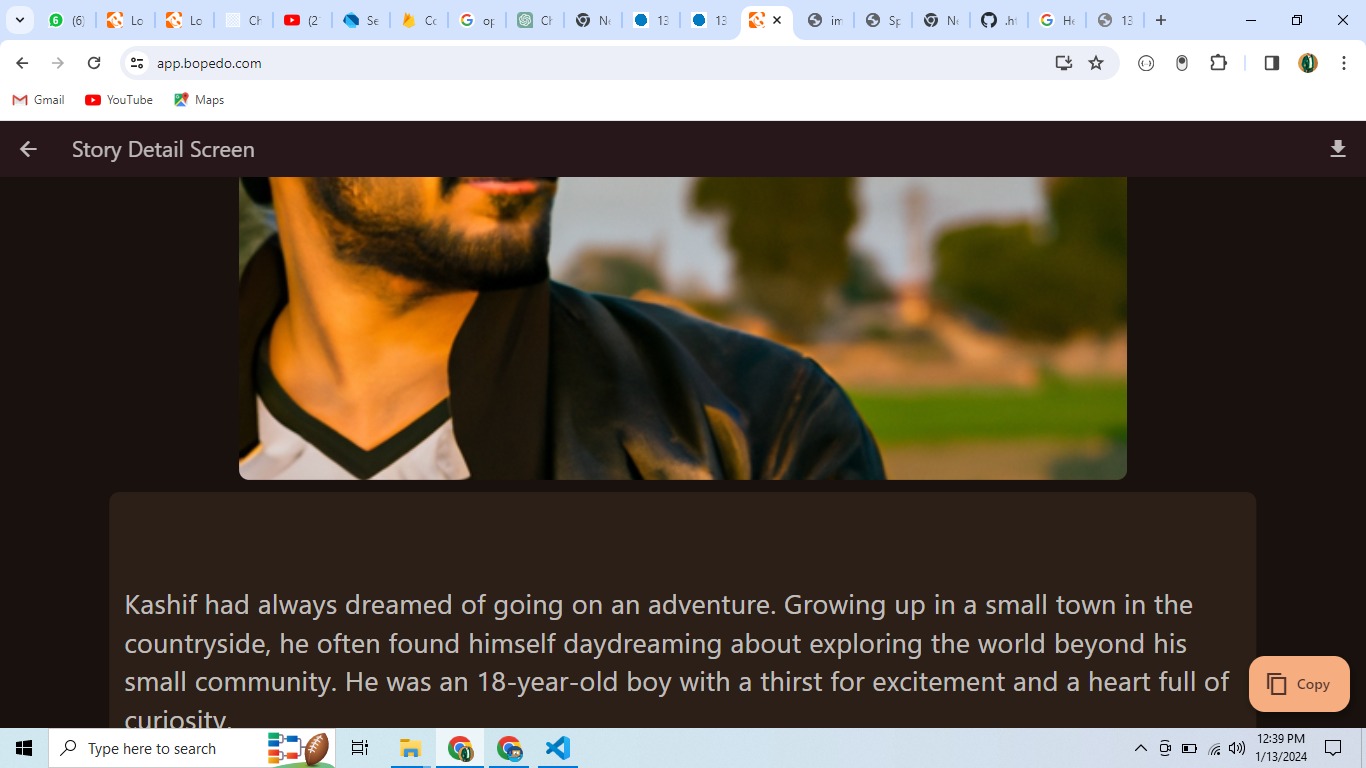 6
(6)
Lo
Lo
Ch
(2
Se
Co
op
Ch
Ne
13
13
im
Sp
Ne
.h
He
13
app.bopedo.com
Gmail
YouTube
Maps
Story Detail Screen
Kashif had always dreamed of going on an adventure. Growing up in a small town in the
countryside, he often found himself daydreaming about exploring the world beyond his
small community. He was an 18-year-old boy with a thirst for excitement and a heart full of
curiosity.
Copy
Type here to search
12:39 PM
1/13/2024